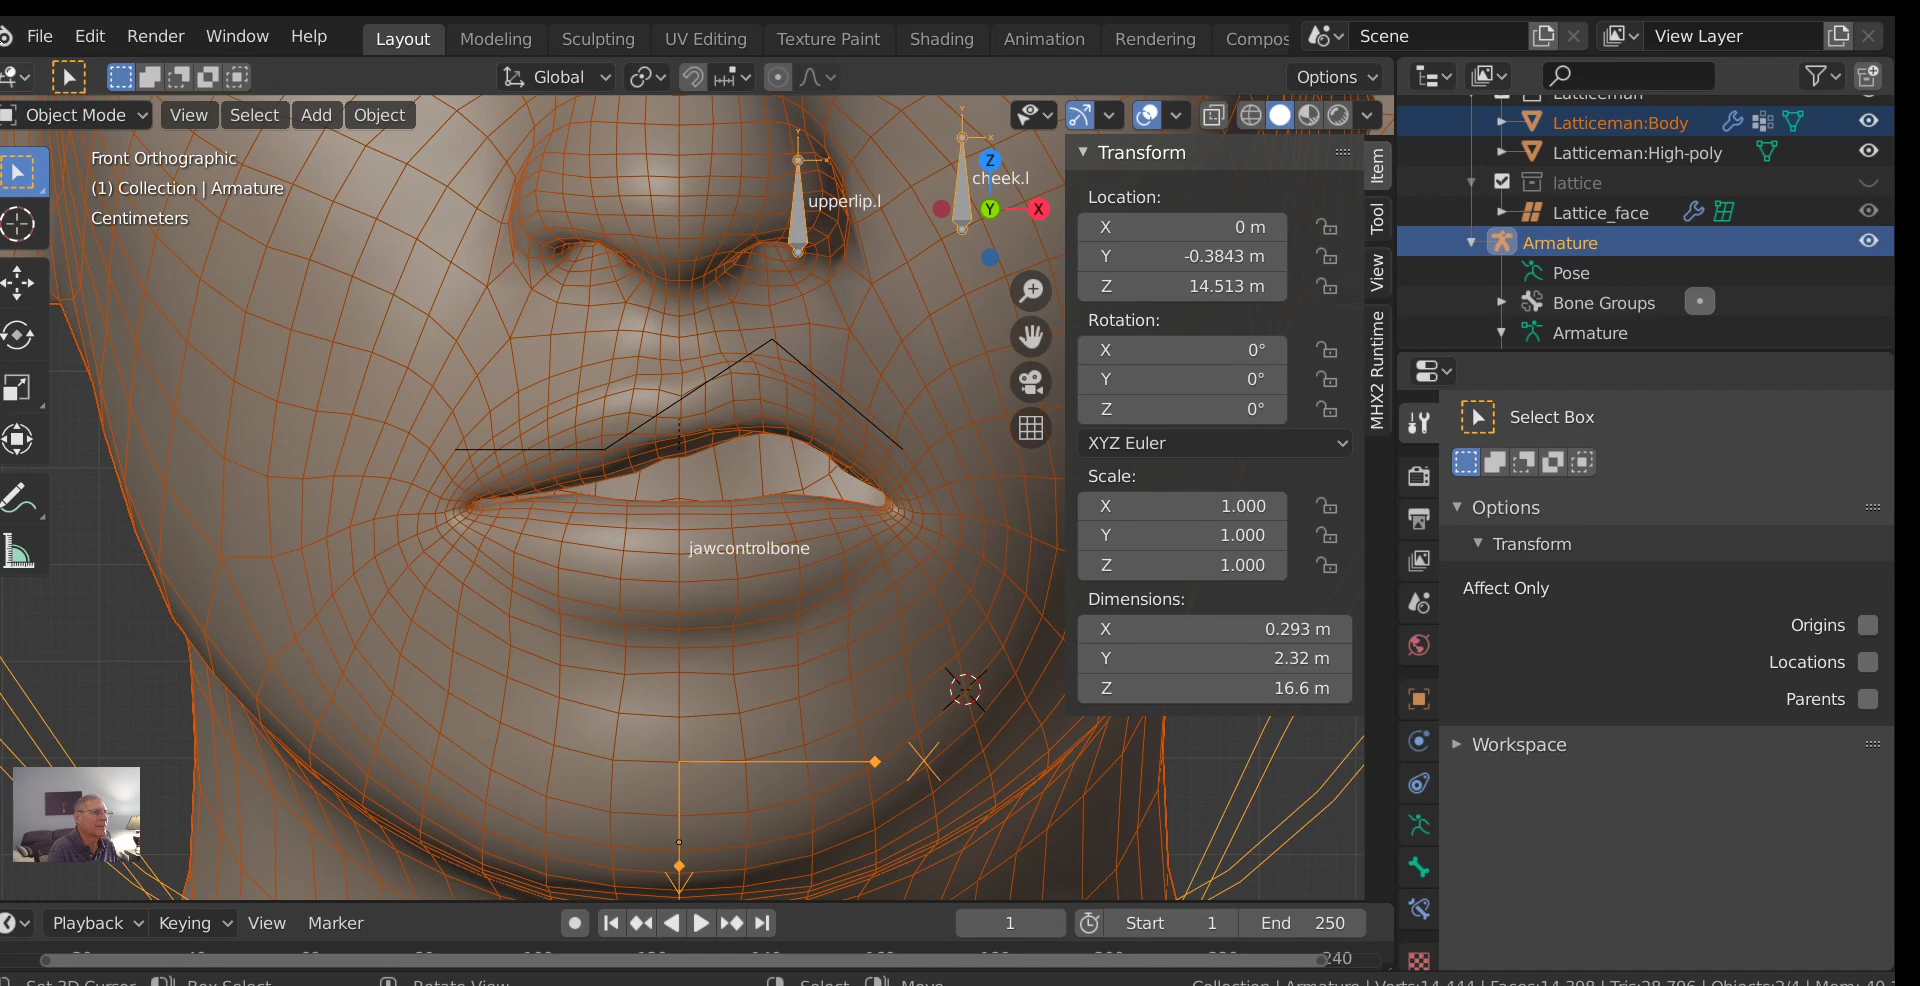 File Edit Render Window Help Layout Modeling Sculpting UV Editing Texture Paint Shading Animation Rendering Compos Scene View Layer
Global Options
Object Mode View Select Add Object
Front Orthographic
(1) Collection | Armature
Centimeters
upperlip.l
cheek.l
Z
Y
X
jawcontrolbone
Transform
Location:
X 0 m
Y -0.3843 m
Z 14.513 m
Rotation:
X 0°
Y 0°
Z 0°
XYZ Euler
Scale:
X 1.000
Y 1.000
Z 1.000
Dimensions:
X 0.293 m
Y 2.32 m
Z 16.6 m
Item
Tool
View
MHX2 Runtime
Latticeman
Latticeman:Body
Latticeman:High-poly
lattice
Lattice_face
Armature
Pose
Bone Groups
Armature
Select Box
Options
Transform
Affect Only
Origins
Locations
Parents
Workspace
Playback Keying View Marker 1 Start 1 End 250
240
Set 3D Cursor Box Select Rotate View Select Move Collection | Armature | Verts:14,444 | Faces:14,398 | Tris:28,796 | Objects:2/4 | Mem: 40.